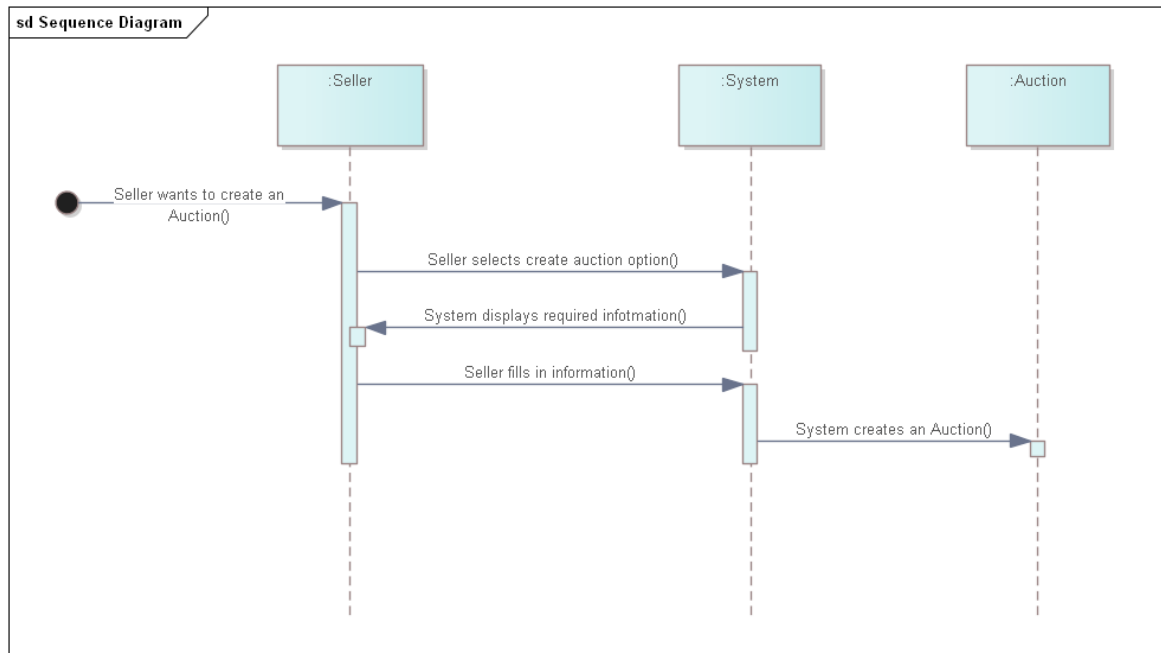 sd Sequence Diagram
:Seller
:System
:Auction
Seller wants to create an
Auction()
Seller selects create auction option()
System displays required infotmation()
Seller fills in information()
System creates an Auction()